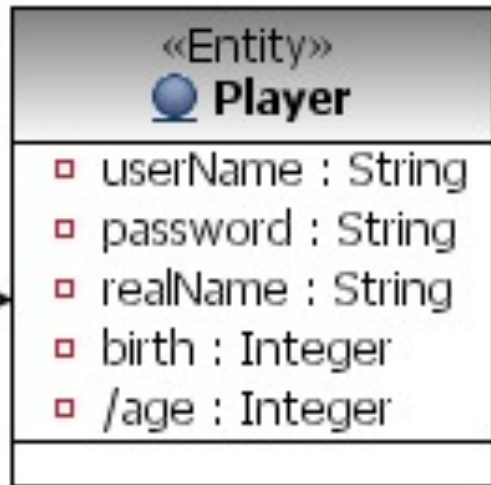 «Entity»
Player
userName : String
password : String
realName : String
birth : Integer
/age : Integer